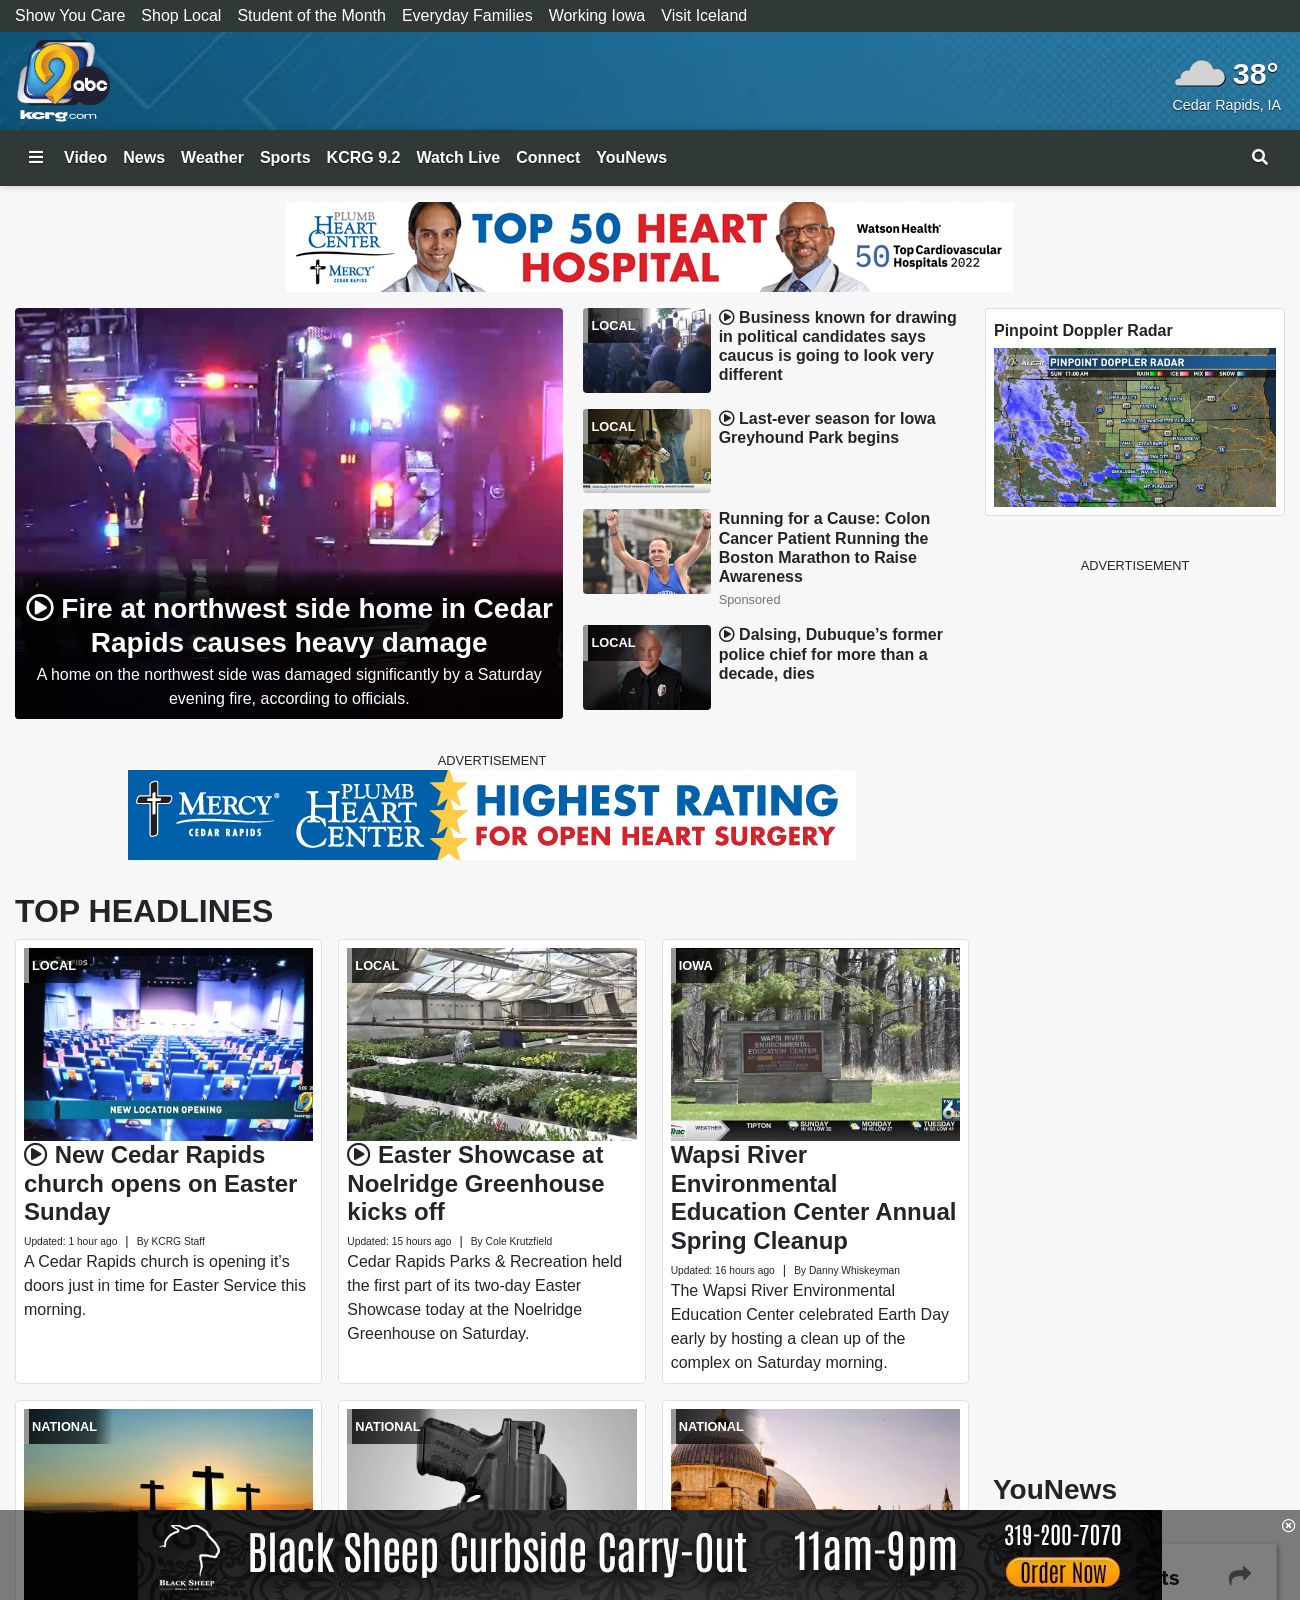 Show You Care Shop Local Student of the Month Everyday Families Working Iowa Visit Iceland
9 abc
kcrg.com
38°
Cedar Rapids, IA
Video News Weather Sports KCRG 9.2 Watch Live Connect YouNews
PLUMB
HEART
CENTER
MERCY
CEDAR RAPIDS
TOP 50 HEART
HOSPITAL
Watson Health
50 Top Cardiovascular
Hospitals 2022
Fire at northwest side home in Cedar
Rapids causes heavy damage
A home on the northwest side was damaged significantly by a Saturday
evening fire, according to officials.
LOCAL
Business known for drawing
in political candidates says
caucus is going to look very
different
LOCAL
Last-ever season for Iowa
Greyhound Park begins
Running for a Cause: Colon
Cancer Patient Running the
Boston Marathon to Raise
Awareness
Sponsored
LOCAL
Dalsing, Dubuque’s former
police chief for more than a
decade, dies
Pinpoint Doppler Radar
PINPOINT DOPPLER RADAR
SUN 11:00 AM RAIN ICE MIX SNOW
ADVERTISEMENT
ADVERTISEMENT
MERCY
CEDAR RAPIDS
PLUMB
HEART
CENTER
HIGHEST RATING
FOR OPEN HEART SURGERY
TOP HEADLINES
LOCAL
NEW LOCATION OPENING
New Cedar Rapids
church opens on Easter
Sunday
Updated: 1 hour ago | By KCRG Staff
A Cedar Rapids church is opening it’s
doors just in time for Easter Service this
morning.
LOCAL
Easter Showcase at
Noelridge Greenhouse
kicks off
Updated: 15 hours ago | By Cole Krutzfield
Cedar Rapids Parks & Recreation held
the first part of its two-day Easter
Showcase today at the Noelridge
Greenhouse on Saturday.
IOWA
WAPSI RIVER
ENVIRONMENTAL
EDUCATION CENTER
WEATHER TIPTON SUNDAY MONDAY TUESDAY
Wapsi River
Environmental
Education Center Annual
Spring Cleanup
Updated: 16 hours ago | By Danny Whiskeyman
The Wapsi River Environmental
Education Center celebrated Earth Day
early by hosting a clean up of the
complex on Saturday morning.
NATIONAL
NATIONAL
GRIP ZONE
NATIONAL
YouNews
BLACK SHEEP
Black Sheep Curbside Carry-Out 11am-9pm
319-200-7070
Order Now
ts